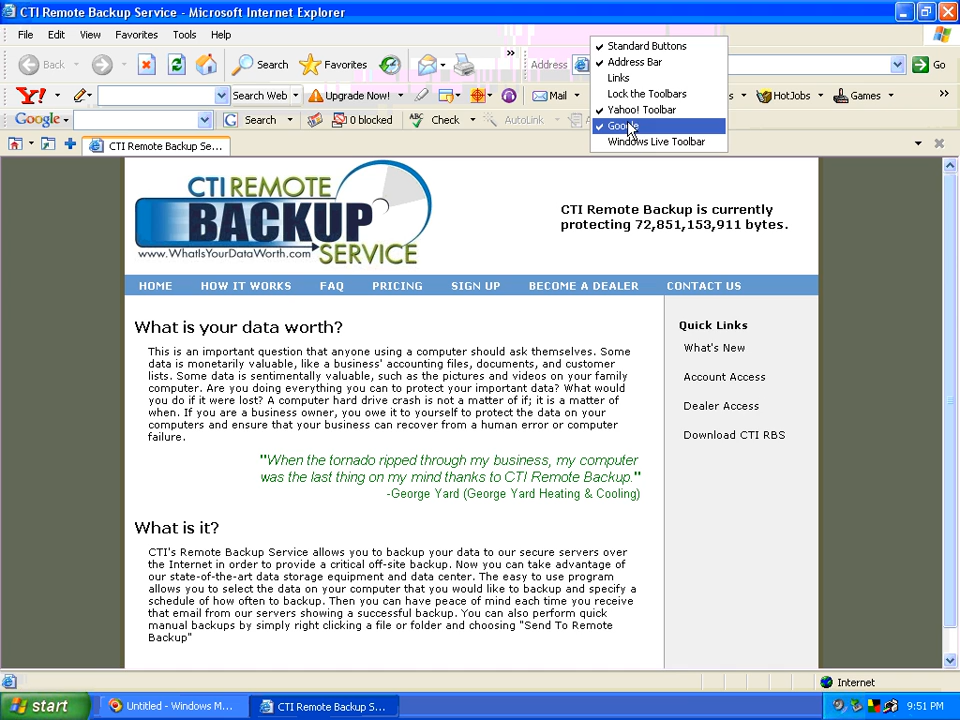 CTI Remote Backup Service - Microsoft Internet Explorer
File Edit View Favorites Tools Help
Back Search Favorites » Address Go
Standard Buttons
Address Bar
Links
Lock the Toolbars
Yahoo! Toolbar
Google
Windows Live Toolbar
Y! Search Web Upgrade Now! Mail HotJobs Games »
Google G Search 0 blocked Check AutoLink
CTI Remote Backup Se...
CTI REMOTE
BACKUP
www.WhatIsYourDataWorth.com SERVICE
CTI Remote Backup is currently
protecting 72,851,153,911 bytes.
HOME HOW IT WORKS FAQ PRICING SIGN UP BECOME A DEALER CONTACT US
What is your data worth?
This is an important question that anyone using a computer should ask themselves. Some
data is monetarily valuable, like a business' accounting files, documents, and customer
lists. Some data is sentimentally valuable, such as the pictures and videos on your family
computer. Are you doing everything you can to protect your important data? What would
you do if it were lost? A computer hard drive crash is not a matter of if; it is a matter of
when. If you are a business owner, you owe it to yourself to protect the data on your
computers and ensure that your business can recover from a human error or computer
failure.
"When the tornado ripped through my business, my computer
was the last thing on my mind thanks to CTI Remote Backup."
-George Yard (George Yard Heating & Cooling)
What is it?
CTI's Remote Backup Service allows you to backup your data to our secure servers over
the Internet in order to provide a critical off-site backup. Now you can take advantage of
our state-of-the-art data storage equipment and data center. The easy to use program
allows you to select the data on your computer that you would like to backup and specify a
schedule of how often to backup. Then you can have peace of mind each time you receive
that email from our servers showing a successful backup. You can also perform quick
manual backups by simply right clicking a file or folder and choosing "Send To Remote
Backup"
Quick Links
What's New
Account Access
Dealer Access
Download CTI RBS
Internet
start Untitled - Windows M... CTI Remote Backup S... 9:51 PM